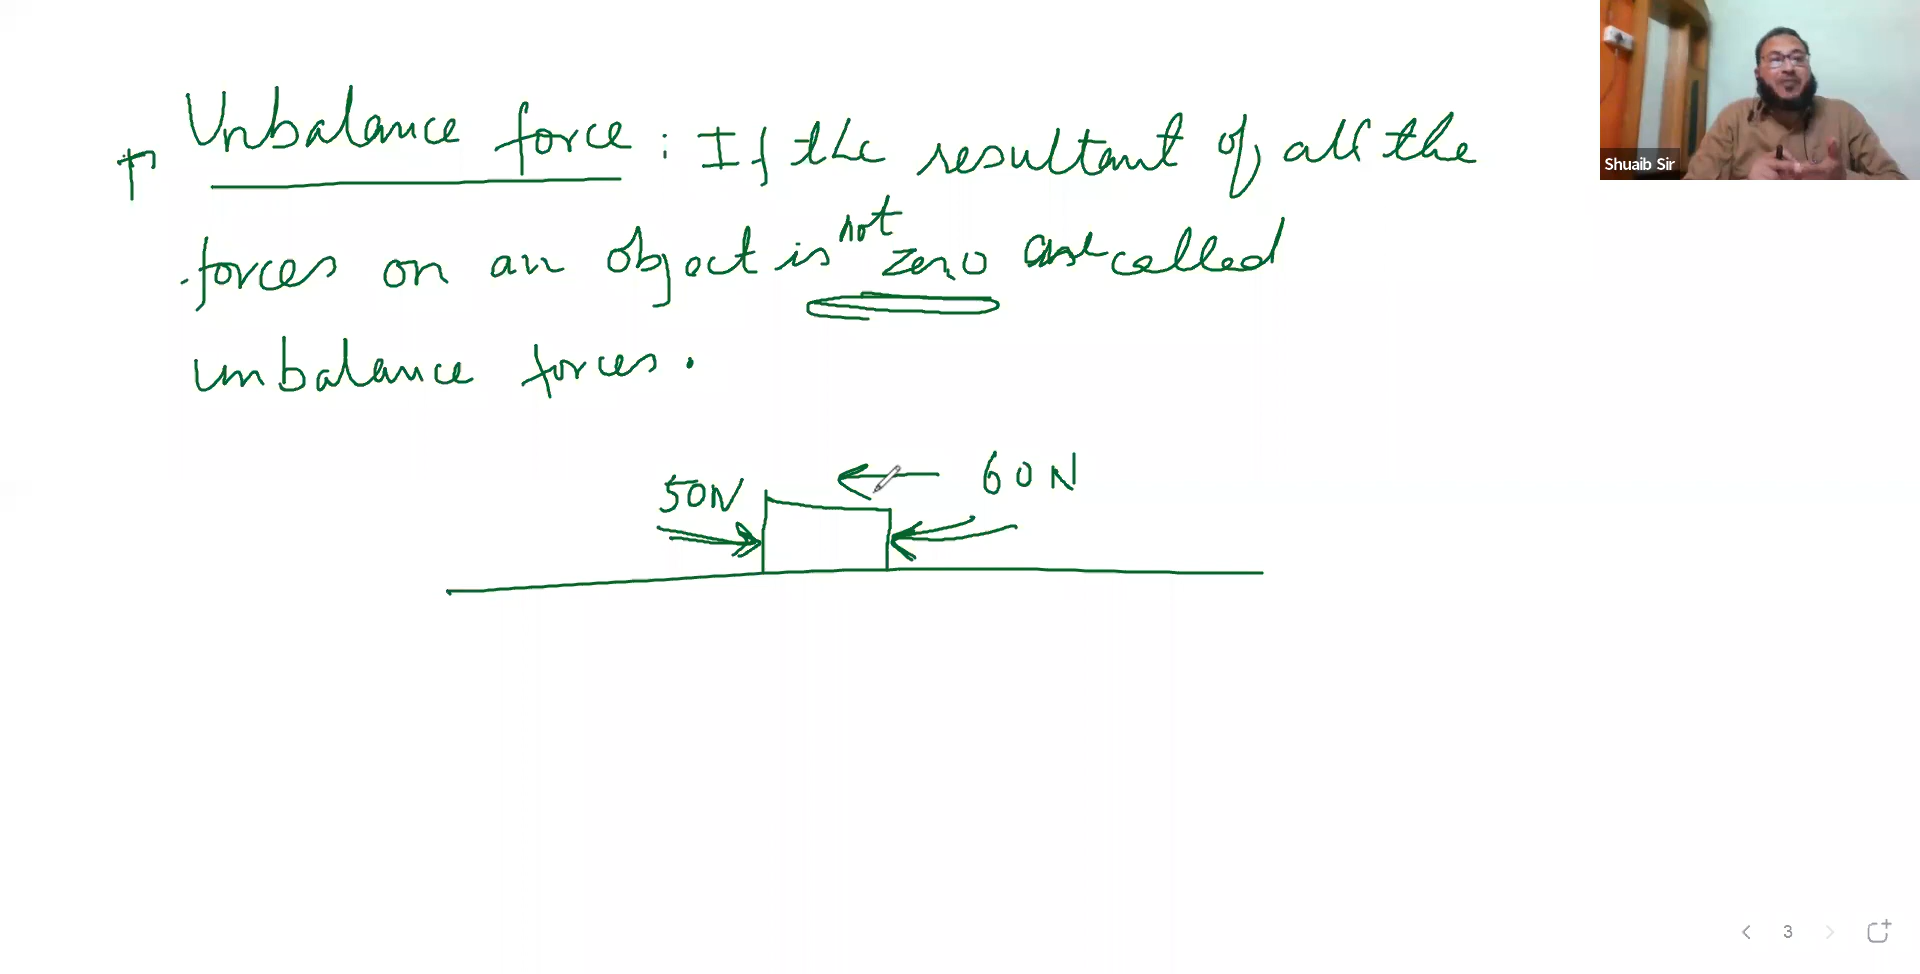 Unbalance force : If the resultant of all the
forces on an object is not zero are called
unbalance forces.
50N
60N
Shuaib Sir
3